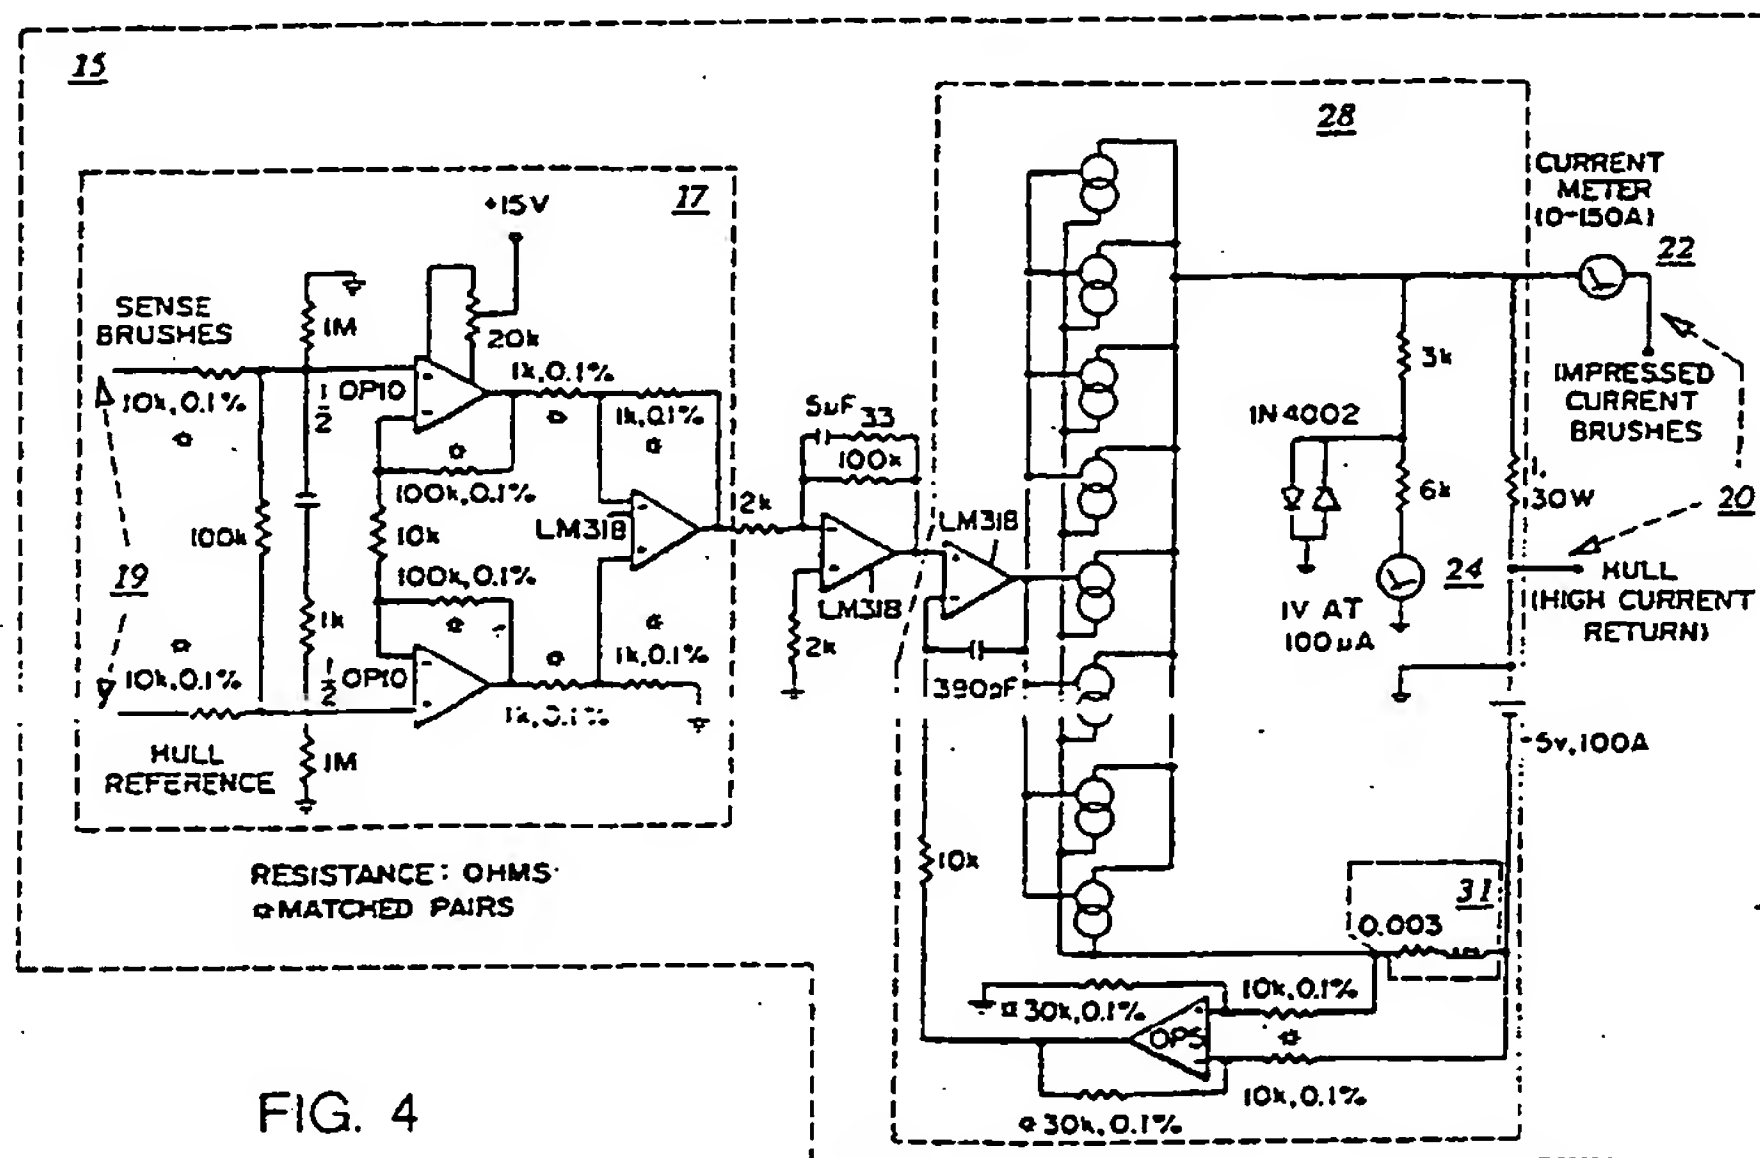 15
28
17
+15V
CURRENT
METER
(0-150A)
22
SENSE
BRUSHES
1M
20k
3k
10k, 0.1%
1/2 OP10
1k, 0.1%
1k, 0.1%
5µF 33
100k
1N4002
IMPRESSED
CURRENT
BRUSHES
100k, 0.1%
6k
1,
30W
20
100k
10k
LM318
2k
LM318
19
100k, 0.1%
LM318
24
HULL
(HIGH CURRENT
RETURN)
1k
1V AT
100µA
2k
10k, 0.1%
1/2 OP10
1k, 0.1%
1k, 0.1%
390pF
HULL
REFERENCE
1M
5v, 100A
RESISTANCE: OHMS
¤ MATCHED PAIRS
10k
31
0.003
¤ 30k, 0.1%
10k, 0.1%
10k, 0.1%
¤ 30k, 0.1%
FIG. 4